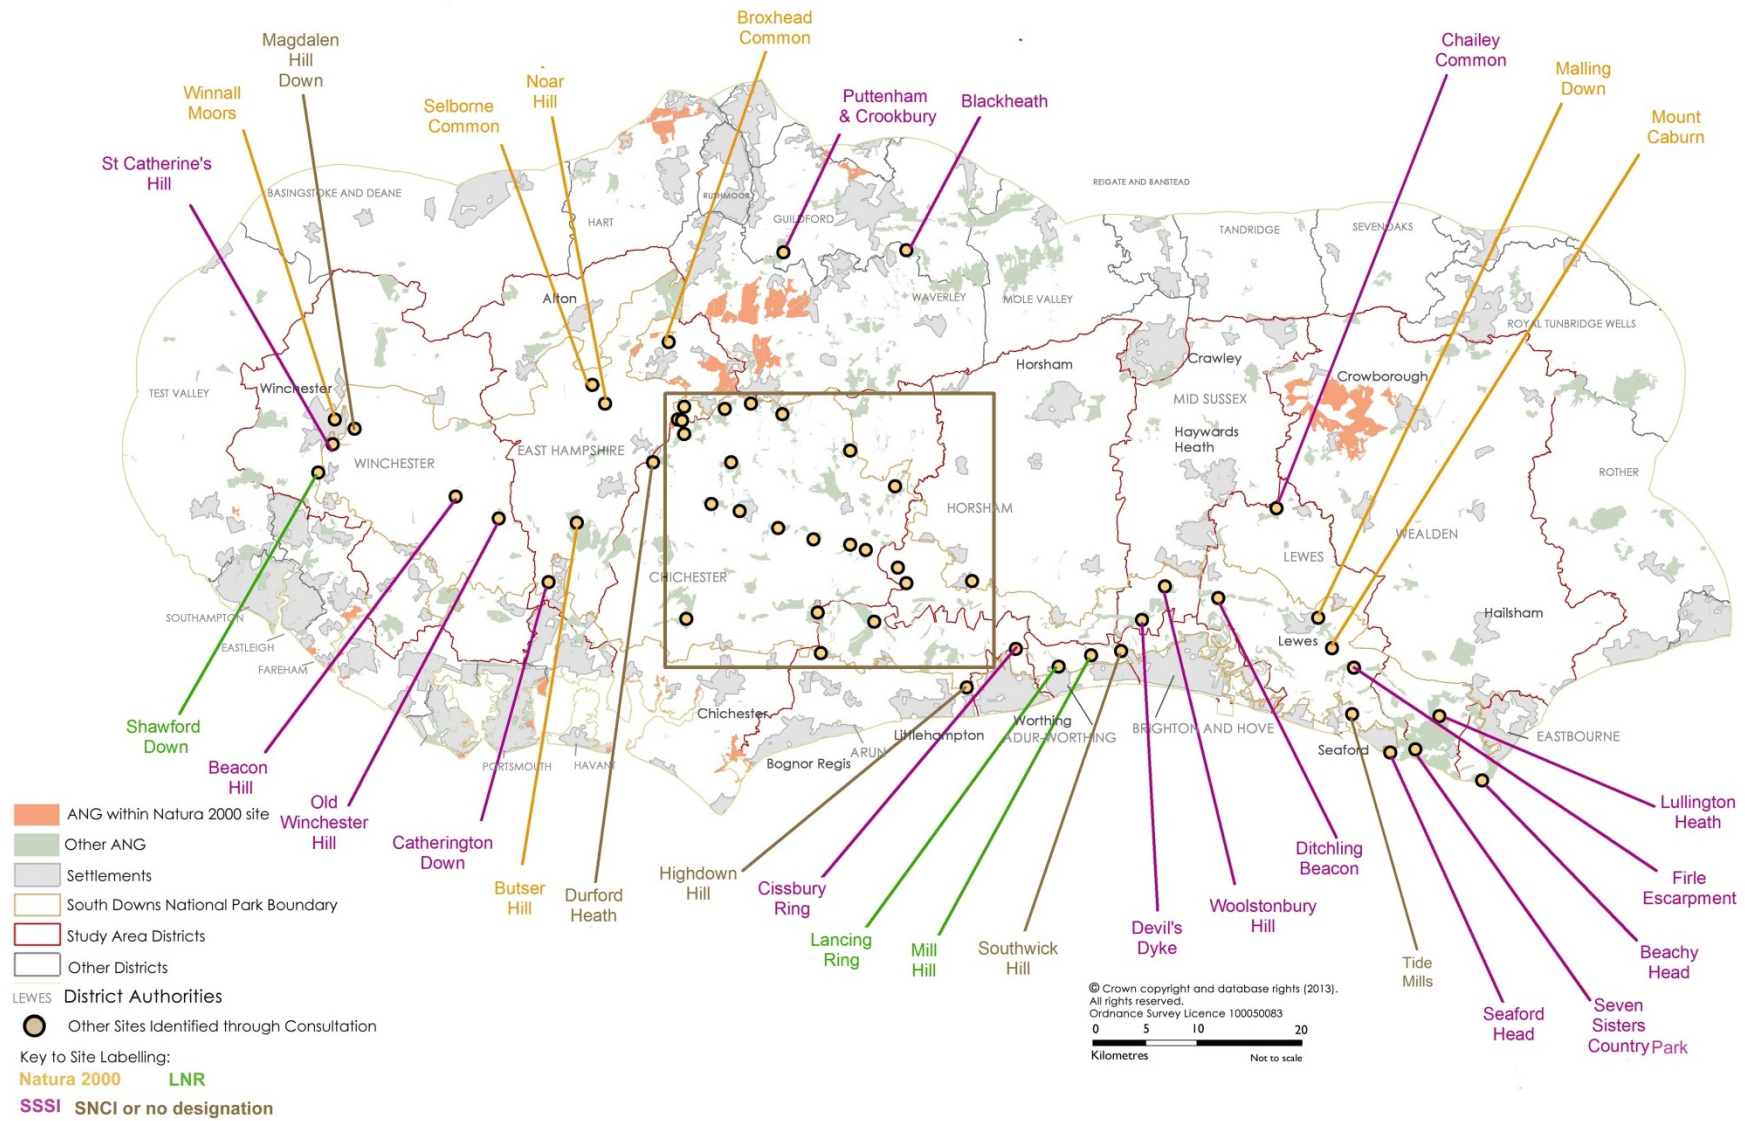 Magdalen
Hill
Down
Broxhead
Common
Winnall
Moors
Selborne
Common
Noar
Hill
Puttenham
& Crookbury
Blackheath
Chailey
Common
Malling
Down
Mount
Caburn
St Catherine's
Hill
BASINGSTOKE AND DEANE
HART
RUSHMOOR
GUILDFORD
REIGATE AND BANSTEAD
TANDRIDGE
SEVENOAKS
Alton
WAVERLEY
MOLE VALLEY
ROYAL TUNBRIDGE WELLS
TEST VALLEY
Winchester
Horsham
Crawley
Crowborough
MID SUSSEX
Haywards
Heath
EAST HAMPSHIRE
WINCHESTER
ROTHER
HORSHAM
WEALDEN
LEWES
CHICHESTER
SOUTHAMPTON
EASTLEIGH
FAREHAM
Hailsham
Lewes
Chichester
Littlehampton
Worthing
ADUR-WORTHING
BRIGHTON AND HOVE
Seaford
EASTBOURNE
ARUN
Bognor Regis
PORTSMOUTH
HAVANT
Shawford
Down
Beacon
Hill
Old
Winchester
Hill
Catherington
Down
Butser
Hill
Durford
Heath
Highdown
Hill
Cissbury
Ring
Lancing
Ring
Mill
Hill
Southwick
Hill
Devil's
Dyke
Woolstonbury
Hill
Ditchling
Beacon
Tide
Mills
Seaford
Head
Seven
Sisters
Country Park
Beachy
Head
Firle
Escarpment
Lullington
Heath
ANG within Natura 2000 site
Other ANG
Settlements
South Downs National Park Boundary
Study Area Districts
Other Districts
LEWES District Authorities
Other Sites Identified through Consultation
Key to Site Labelling:
Natura 2000 LNR
SSSI SNCI or no designation
© Crown copyright and database rights (2013).
All rights reserved.
Ordnance Survey Licence 100050083
0 5 10 20
Kilometres Not to scale